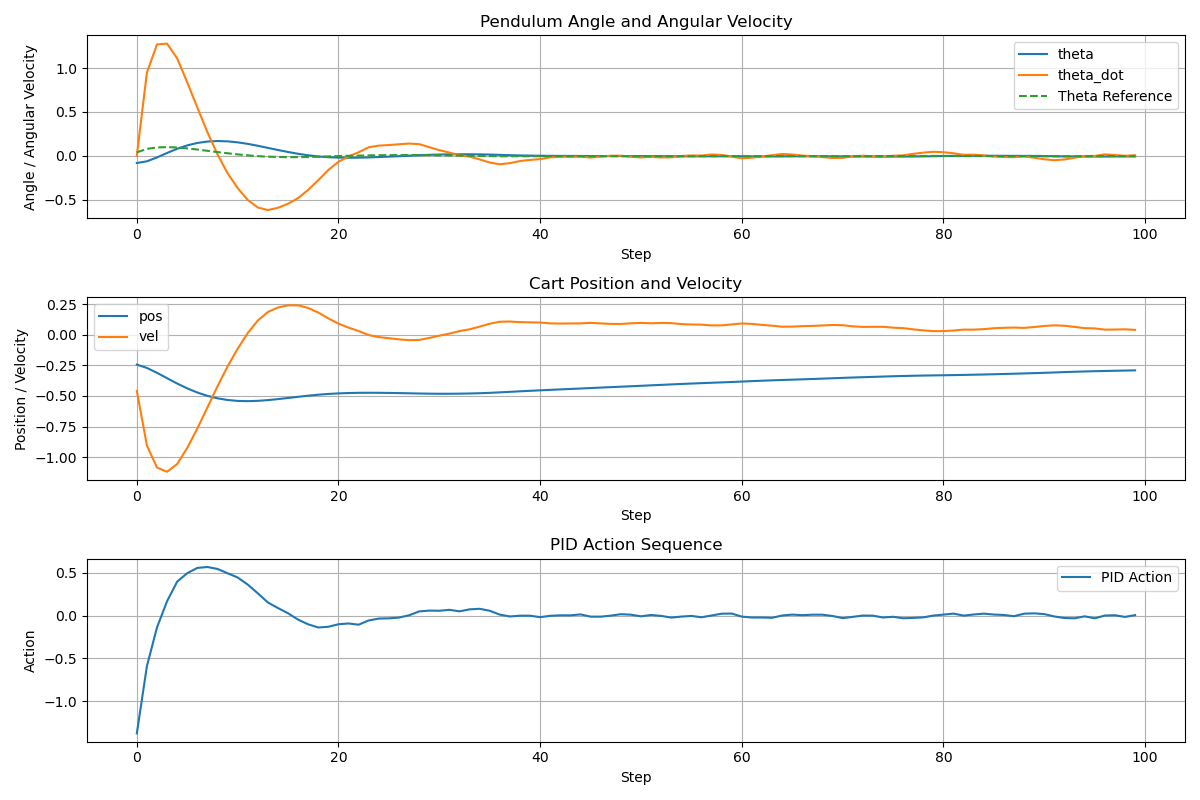 Pendulum Angle and Angular Velocity
Angle / Angular Velocity
1.0
0.5
0.0
−0.5
theta
theta_dot
Theta Reference
0 20 40 60 80 100
Step
Cart Position and Velocity
Position / Velocity
0.25
0.00
−0.25
−0.50
−0.75
−1.00
pos
vel
0 20 40 60 80 100
Step
PID Action Sequence
Action
0.5
0.0
−0.5
−1.0
PID Action
0 20 40 60 80 100
Step